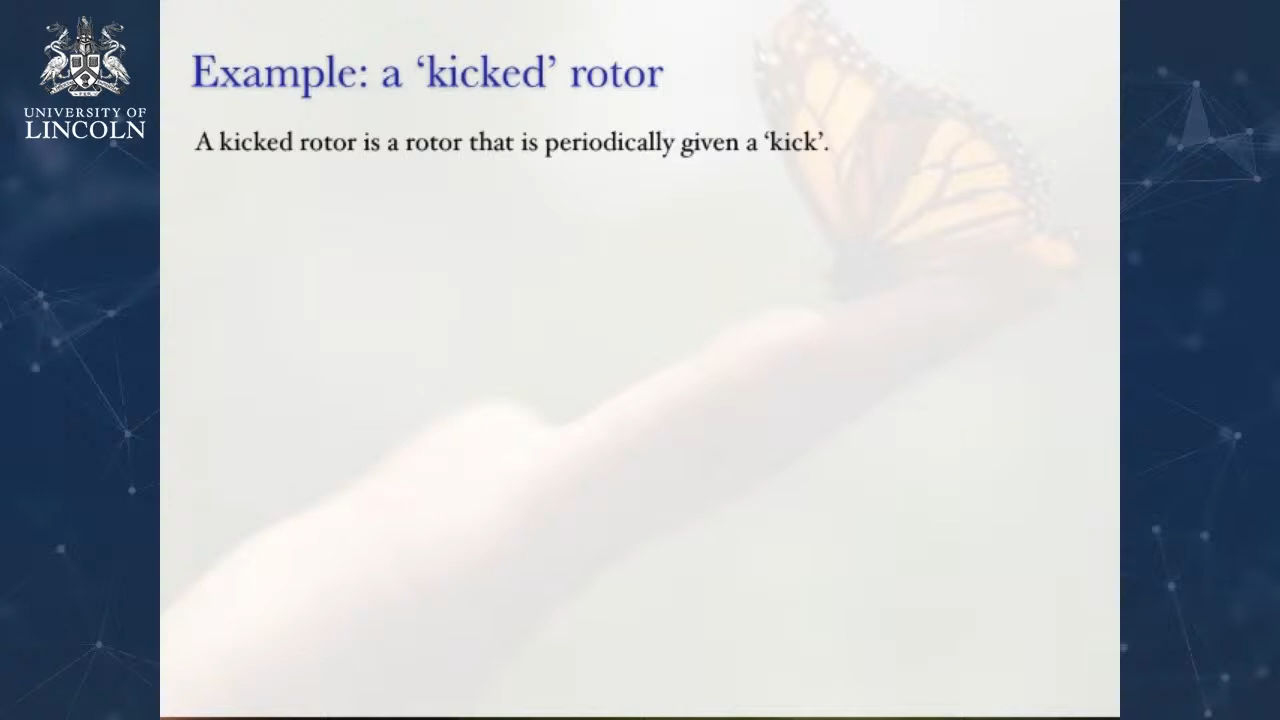 UNIVERSITY OF
LINCOLN
Example: a ‘kicked’ rotor
A kicked rotor is a rotor that is periodically given a ‘kick’.